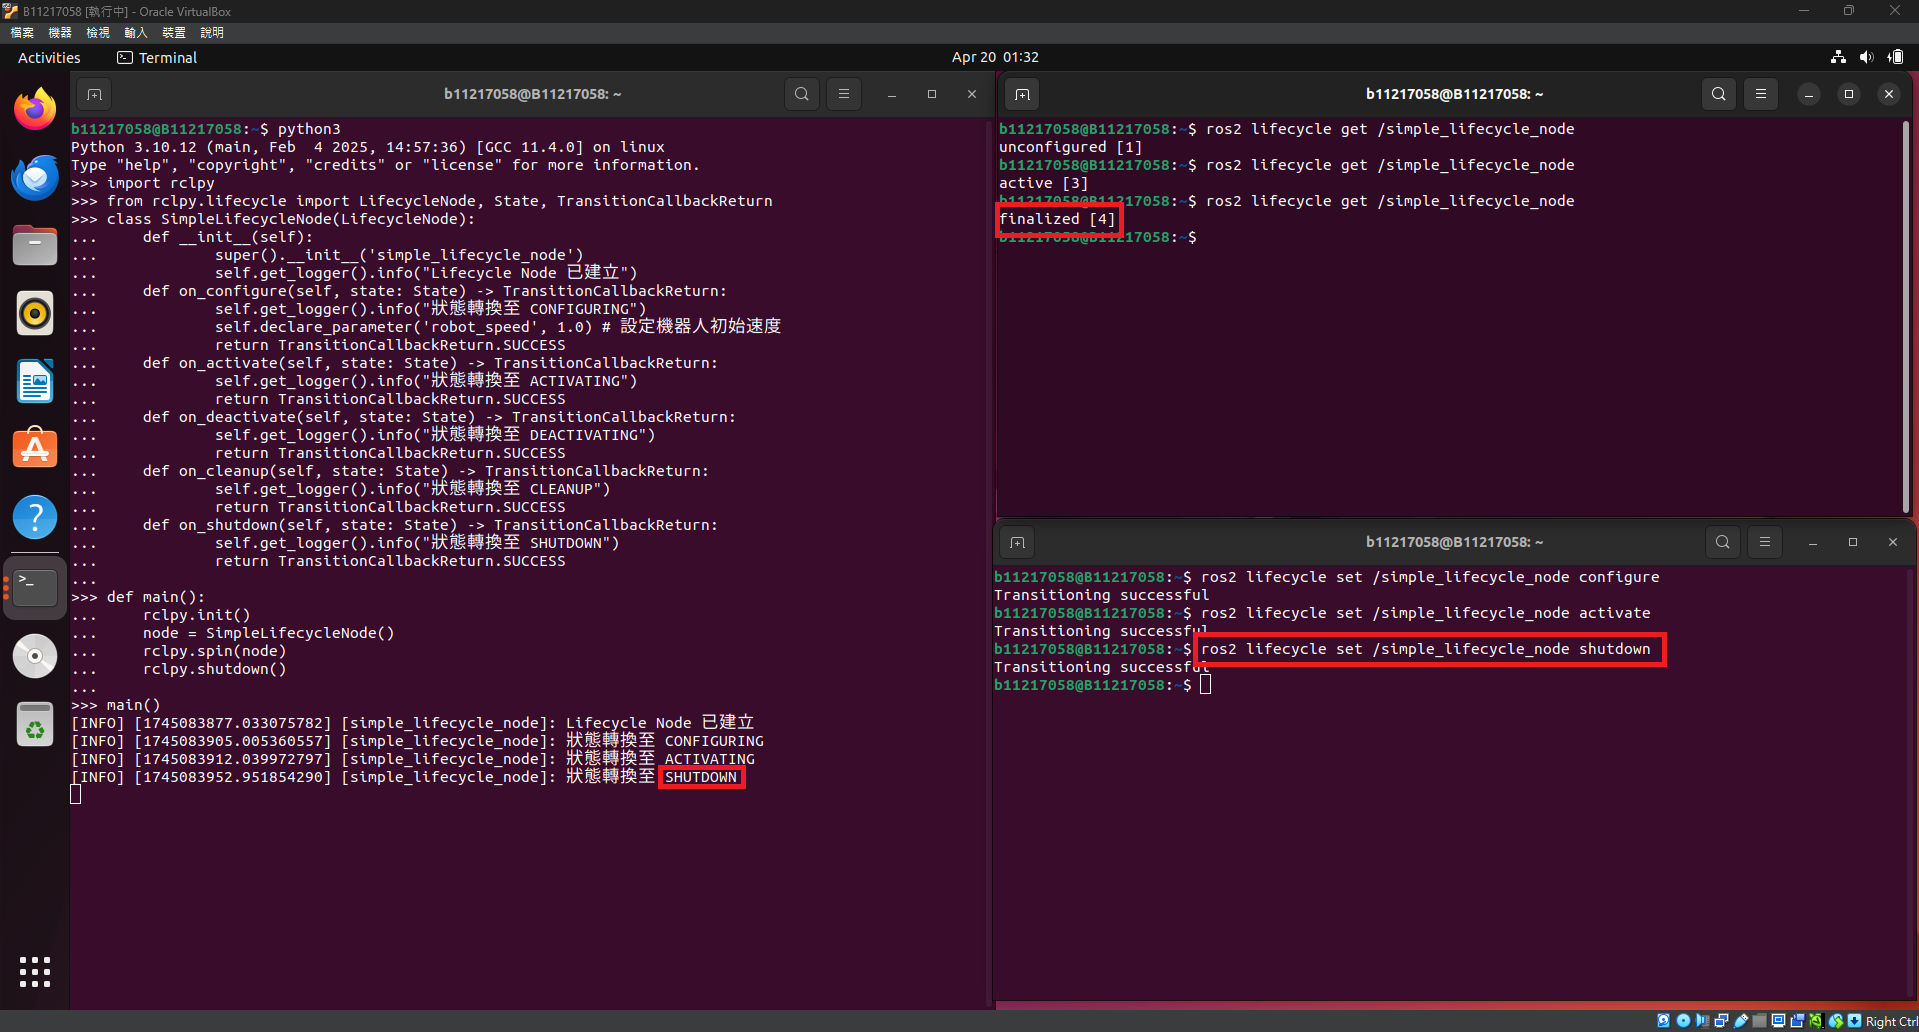 B11217058 [執行中] - Oracle VirtualBox
檔案 機器 檢視 輸入 裝置 說明
Activities Terminal Apr 20 01:32
b11217058@B11217058: ~
b11217058@B11217058:~$ python3
Python 3.10.12 (main, Feb  4 2025, 14:57:36) [GCC 11.4.0] on linux
Type "help", "copyright", "credits" or "license" for more information.
>>> import rclpy
>>> from rclpy.lifecycle import LifecycleNode, State, TransitionCallbackReturn
>>> class SimpleLifecycleNode(LifecycleNode):
...     def __init__(self):
...             super().__init__('simple_lifecycle_node')
...             self.get_logger().info("Lifecycle Node 已建立")
...     def on_configure(self, state: State) -> TransitionCallbackReturn:
...             self.get_logger().info("狀態轉換至 CONFIGURING")
...             self.declare_parameter('robot_speed', 1.0) # 設定機器人初始速度
...             return TransitionCallbackReturn.SUCCESS
...     def on_activate(self, state: State) -> TransitionCallbackReturn:
...             self.get_logger().info("狀態轉換至 ACTIVATING")
...             return TransitionCallbackReturn.SUCCESS
...     def on_deactivate(self, state: State) -> TransitionCallbackReturn:
...             self.get_logger().info("狀態轉換至 DEACTIVATING")
...             return TransitionCallbackReturn.SUCCESS
...     def on_cleanup(self, state: State) -> TransitionCallbackReturn:
...             self.get_logger().info("狀態轉換至 CLEANUP")
...             return TransitionCallbackReturn.SUCCESS
...     def on_shutdown(self, state: State) -> TransitionCallbackReturn:
...             self.get_logger().info("狀態轉換至 SHUTDOWN")
...             return TransitionCallbackReturn.SUCCESS
...
>>> def main():
...     rclpy.init()
...     node = SimpleLifecycleNode()
...     rclpy.spin(node)
...     rclpy.shutdown()
...
>>> main()
[INFO] [1745083877.033075782] [simple_lifecycle_node]: Lifecycle Node 已建立
[INFO] [1745083905.005360557] [simple_lifecycle_node]: 狀態轉換至 CONFIGURING
[INFO] [1745083912.039972797] [simple_lifecycle_node]: 狀態轉換至 ACTIVATING
[INFO] [1745083952.951854290] [simple_lifecycle_node]: 狀態轉換至 SHUTDOWN
b11217058@B11217058: ~
b11217058@B11217058:~$ ros2 lifecycle get /simple_lifecycle_node
unconfigured [1]
b11217058@B11217058:~$ ros2 lifecycle get /simple_lifecycle_node
active [3]
b11217058@B11217058:~$ ros2 lifecycle get /simple_lifecycle_node
finalized [4]
b11217058@B11217058:~$
b11217058@B11217058: ~
b11217058@B11217058:~$ ros2 lifecycle set /simple_lifecycle_node configure
Transitioning successful
b11217058@B11217058:~$ ros2 lifecycle set /simple_lifecycle_node activate
Transitioning successful
b11217058@B11217058:~$ ros2 lifecycle set /simple_lifecycle_node shutdown
Transitioning successful
b11217058@B11217058:~$
Right Ctrl